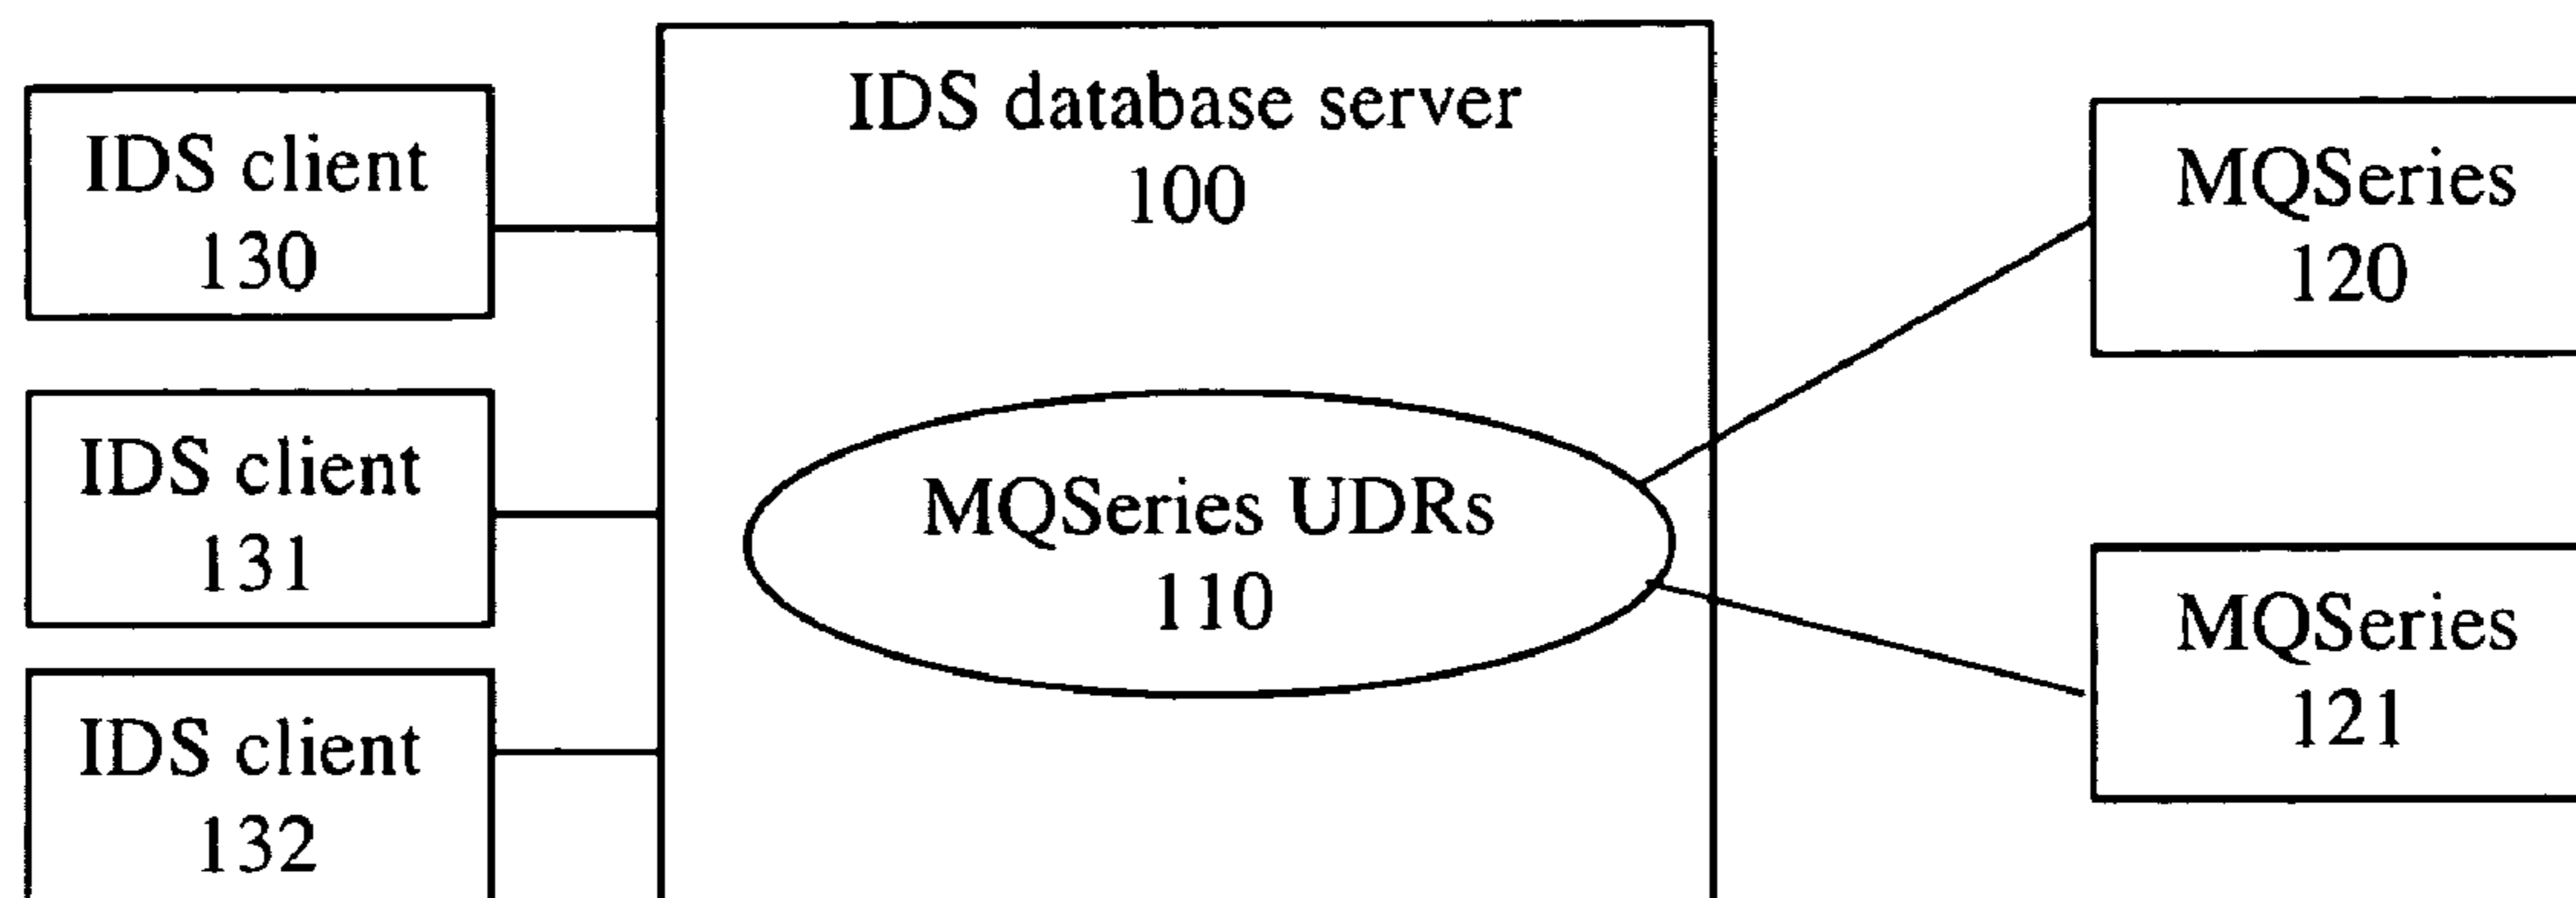 IDS client
130
IDS client
131
IDS client
132
IDS database server
100
MQSeries UDRs
110
MQSeries
120
MQSeries
121